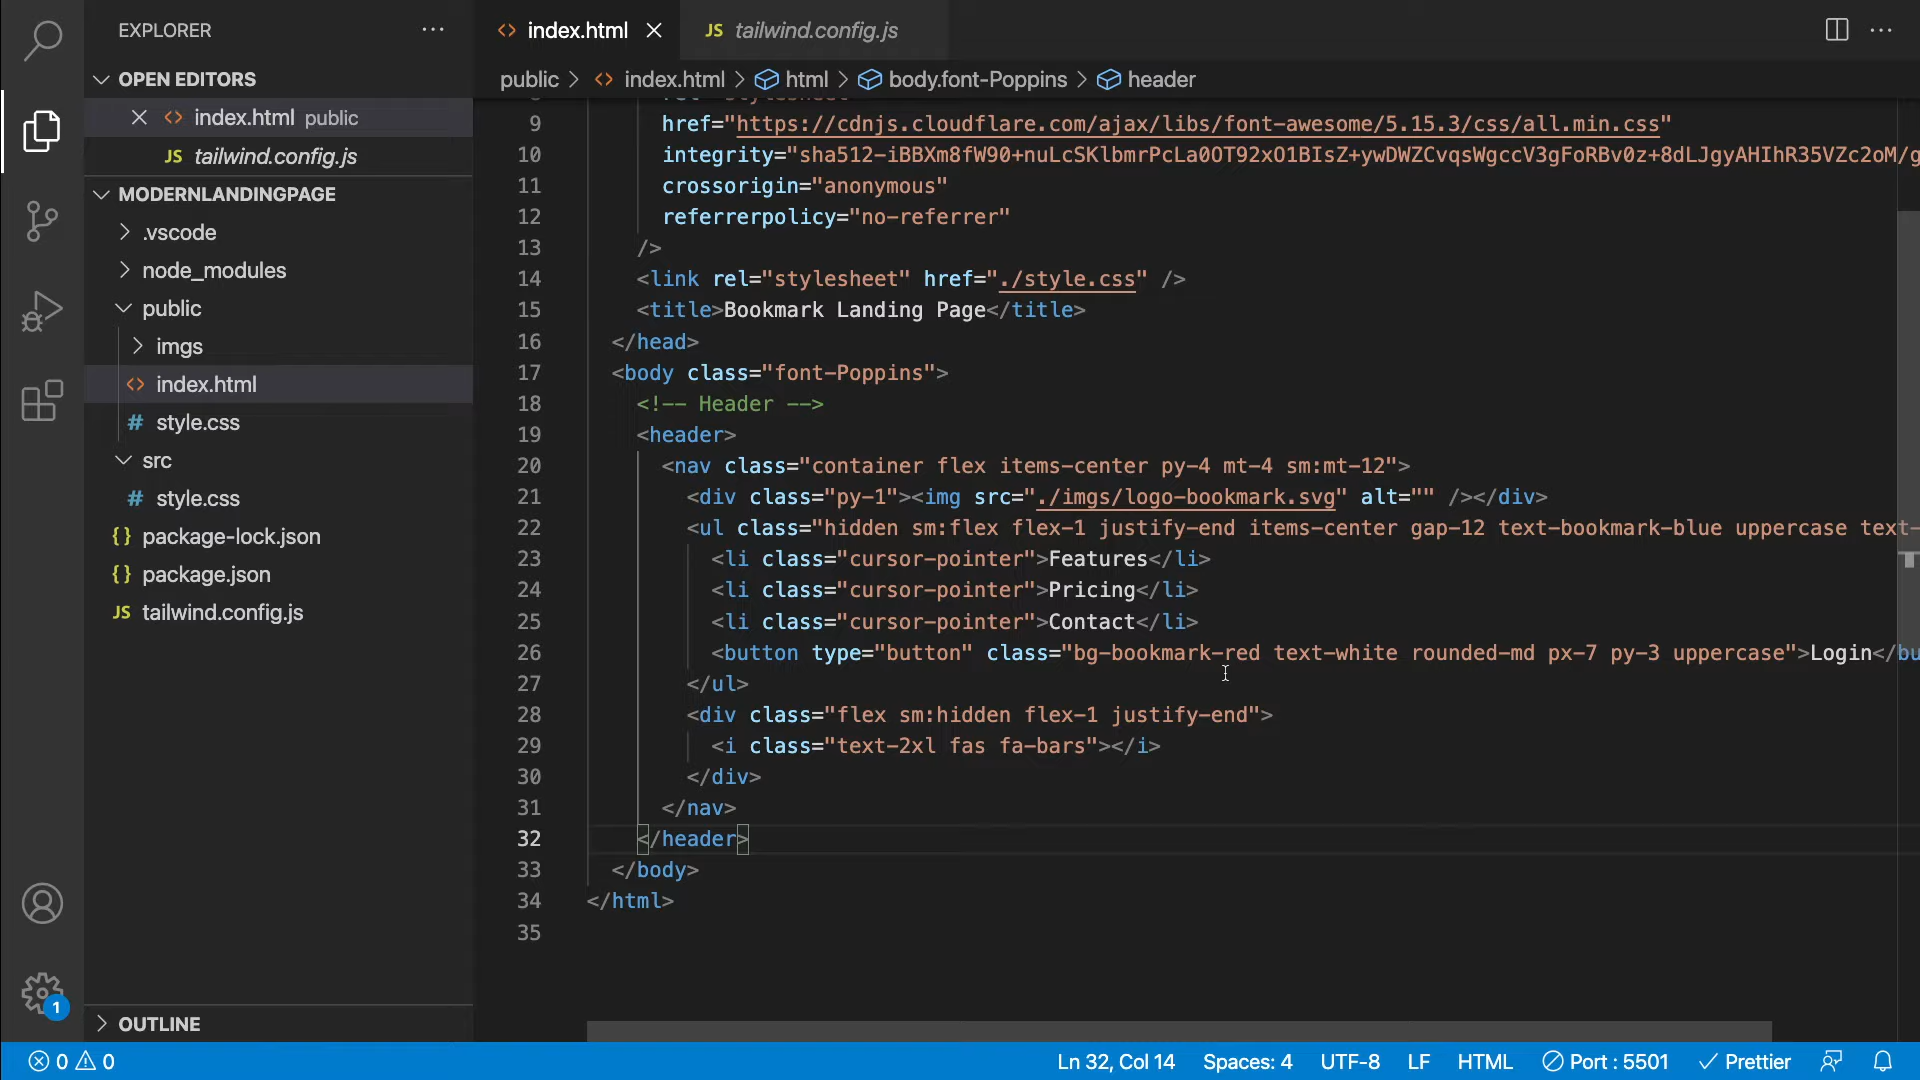 EXPLORER
OPEN EDITORS
index.html public
JS tailwind.config.js
MODERNLANDINGPAGE
.vscode
node_modules
public
imgs
<> index.html
# style.css
src
# style.css
{} package-lock.json
{} package.json
JS tailwind.config.js
OUTLINE
1
<> index.html
JS tailwind.config.js
public > <> index.html > html > body.font-Poppins > header
9 href="https://cdnjs.cloudflare.com/ajax/libs/font-awesome/5.15.3/css/all.min.css"
10 integrity="sha512-iBBXm8fW90+nuLcSKlbmrPcLa0OT92xO1BIsZ+ywDWZCvqsWgccV3gFoRBv0z+8dLJgyAHIhR35VZc2oM/g
11 crossorigin="anonymous"
12 referrerpolicy="no-referrer"
13 />
14 <link rel="stylesheet" href="./style.css" />
15 <title>Bookmark Landing Page</title>
16 </head>
17 <body class="font-Poppins">
18 <!-- Header -->
19 <header>
20 <nav class="container flex items-center py-4 mt-4 sm:mt-12">
21 <div class="py-1"><img src="./imgs/logo-bookmark.svg" alt="" /></div>
22 <ul class="hidden sm:flex flex-1 justify-end items-center gap-12 text-bookmark-blue uppercase text-
23 <li class="cursor-pointer">Features</li>
24 <li class="cursor-pointer">Pricing</li>
25 <li class="cursor-pointer">Contact</li>
26 <button type="button" class="bg-bookmark-red text-white rounded-md px-7 py-3 uppercase">Login</bu
27 </ul>
28 <div class="flex sm:hidden flex-1 justify-end">
29 <i class="text-2xl fas fa-bars"></i>
30 </div>
31 </nav>
32 </header>
33 </body>
34 </html>
35
0 0
Ln 32, Col 14 Spaces: 4 UTF-8 LF HTML Port : 5501 Prettier